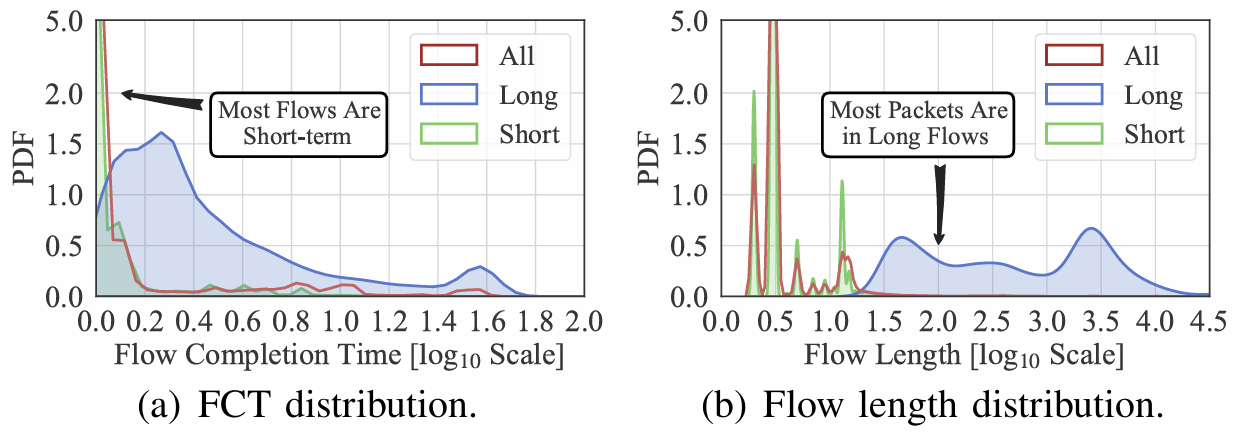 5.0
2.0
1.5
1.0
0.5
0.0
PDF
All
Long
Short
Most Flows Are
Short-term
0.0 0.2 0.4 0.6 0.8 1.0 1.2 1.4 1.6 1.8 2.0
Flow Completion Time [log₁₀ Scale]
(a) FCT distribution.
5.0
2.0
1.5
1.0
0.5
0.0
PDF
All
Long
Short
Most Packets Are
in Long Flows
0.0 0.5 1.0 1.5 2.0 2.5 3.0 3.5 4.0 4.5
Flow Length [log₁₀ Scale]
(b) Flow length distribution.